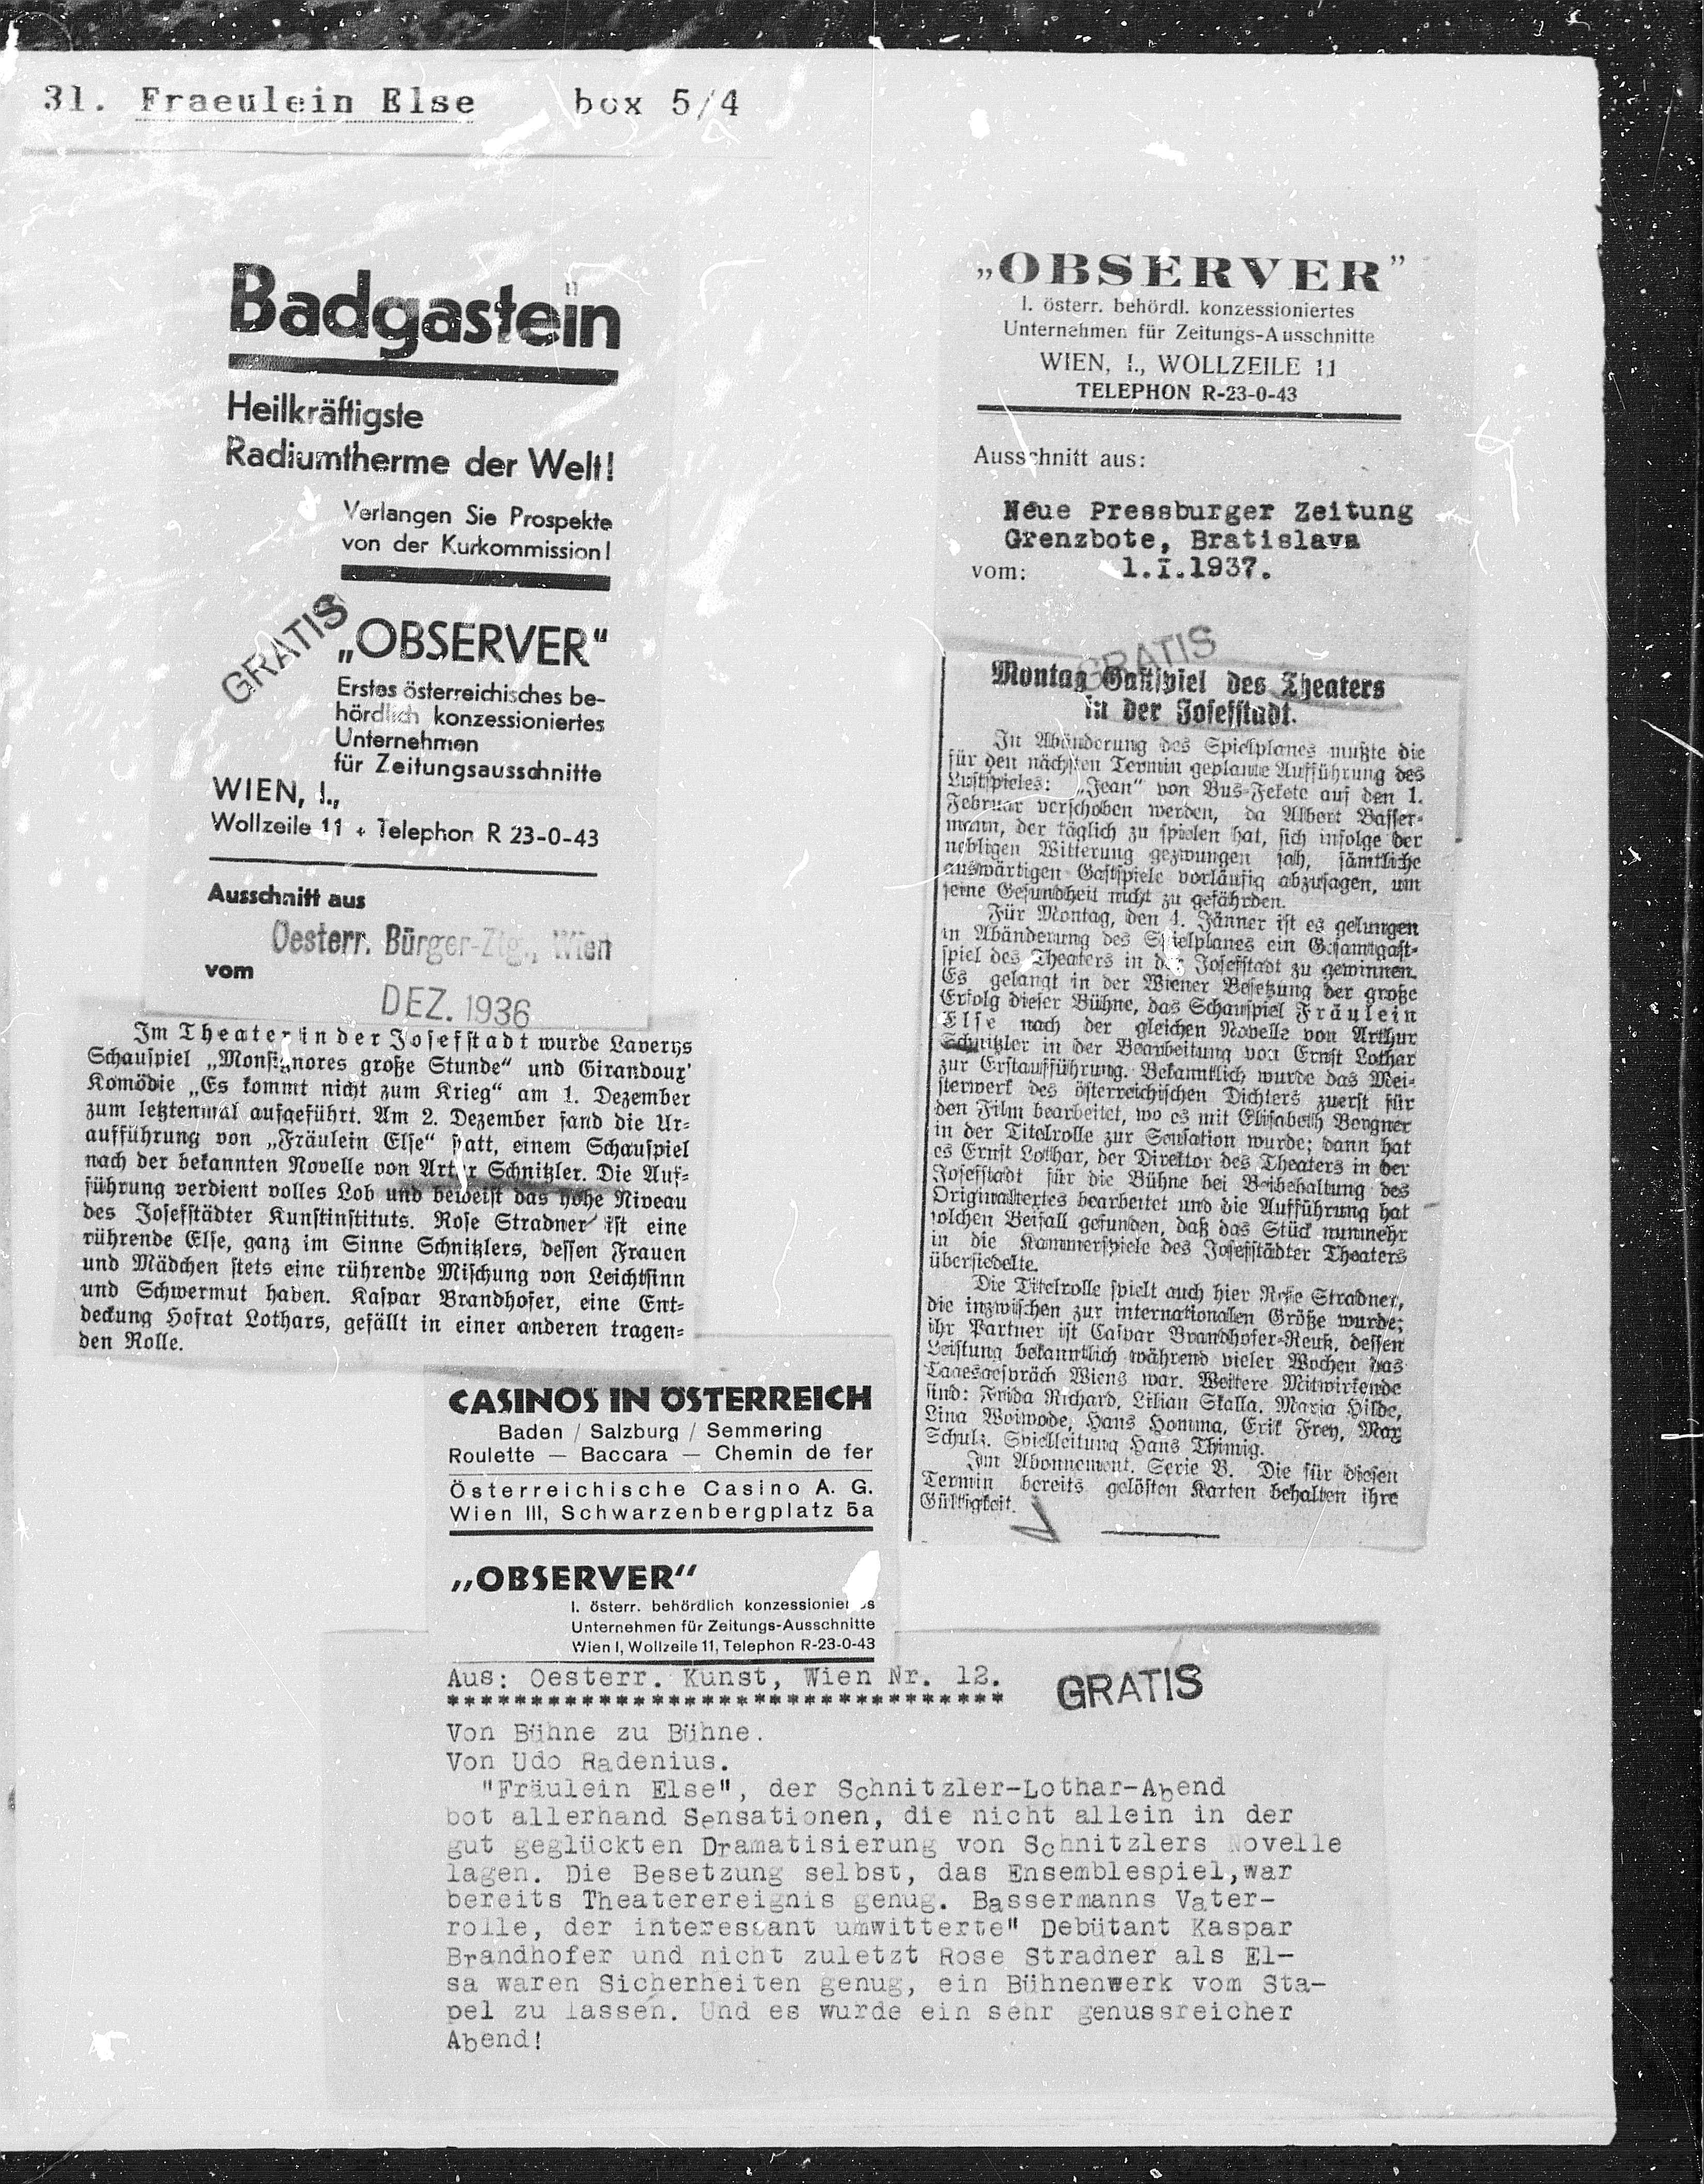 31. Fraeulein Else box 5/4
Badgastein
Heilkräftigste
Radiumtherme der Welt!
Verlangen Sie Prospekte
von der Kurkommission!
GRATIS
„OBSERVER"
Erstes österreichisches be-
hördlich konzessioniertes
Unternehmen
für Zeitungsausschnitte
WIEN, I.,
Wollzeile 11 + Telephon R 23-0-43
Ausschnitt aus
Oesterr. Bürger-Ztg., Wien
vom
DEZ. 1936
Im Theater in der Josefstadt wurde Laverys
Schauspiel „Monsignores große Stunde“ und Girandoux'
Komödie „Es kommt nicht zum Krieg“ am 1. Dezember
zum letztenmal aufgeführt. Am 2. Dezember fand die Ur-
aufführung von „Fräulein Else“ statt, einem Schauspiel
nach der bekannten Novelle von Artur Schnitzler. Die Auf-
führung verdient volles Lob und beweist das hohe Niveau
des Josefstädter Kunstinstituts. Rose Stradner ist eine
rührende Else, ganz im Sinne Schnitzlers, dessen Frauen
und Mädchen stets eine rührende Mischung von Leichtsinn
und Schwermut haben. Kaspar Brandhofer, eine Ent-
deckung Hofrat Lothars, gefällt in einer anderen tragen-
den Rolle.
„OBSERVER”
I. österr. behördl. konzessioniertes
Unternehmen für Zeitungs-Ausschnitte
WIEN, I., WOLLZEILE 11
TELEPHON R-23-0-43
Ausschnitt aus:
Neue Pressburger Zeitung
Grenzbote, Bratislava
vom: 1.I.1937.
GRATIS
Montag Gastspiel des Theaters
in der Josefstadt.
In Abänderung des Spielplanes mußte die
für den nächsten Termin geplante Aufführung des
Lustspieles: „Jean“ von Bus-Fekete auf den 1.
Februar verschoben werden, da Albert Basser-
mann, der täglich zu spielen hat, sich infolge der
nebligen Witterung gezwungen sah, sämtliche
auswärtigen Gastspiele vorläufig abzusagen, um
seine Gesundheit nicht zu gefährden.
Für Montag, den 4. Jänner ist es gelungen
in Abänderung des Spielplanes ein Gesamtgast-
spiel des Theaters in der Josefstadt zu gewinnen.
Es gelangt in der Wiener Besetzung der große
Erfolg dieser Bühne, das Schauspiel Fräulein
Else nach der gleichen Novelle von Arthur
Schnitzler in der Bearbeitung von Ernst Lothar
zur Erstaufführung. Bekanntlich wurde das Mei-
sterwerk des österreichischen Dichters zuerst für
den Film bearbeitet, wo es mit Elisabeth Bergner
in der Titelrolle zur Sensation wurde; dann hat
es Ernst Lothar, der Direktor des Theaters in der
Josefstadt für die Bühne bei Beibehaltung des
Originaltextes bearbeitet und die Aufführung hat
solchen Beifall gefunden, daß das Stück nunmehr
in die Kammerspiele des Josefstädter Theaters
übersiedelte.
Die Titelrolle spielt auch hier Rose Stradner,
die inzwischen zur internationalen Größe wurde;
ihr Partner ist Caspar Brandhofer-Reuß, dessen
Leistung bekanntlich während vieler Wochen das
Tagesgespräch Wiens war. Weitere Mitwirkende
sind: Frida Richard, Lilian Skalla, Maria Hilde,
Lina Woiwode, Hans Homma, Erik Frey, Max
Schulz. Spielleitung Hans Thimig.
Im Abonnement. Serie B. Die für diesen
Termin bereits gelösten Karten behalten ihre
Gültigkeit.
CASINOS IN ÖSTERREICH
Baden / Salzburg / Semmering
Roulette — Baccara — Chemin de fer
Österreichische Casino A. G.
Wien III, Schwarzenbergplatz 5a
„OBSERVER“
I. österr. behördlich konzessioniertes
Unternehmen für Zeitungs-Ausschnitte
Wien I, Wollzeile 11, Telephon R-23-0-43
Aus: Oesterr. Kunst, Wien Nr. 12.
*********************************
GRATIS
Von Bühne zu Bühne.
Von Udo Radenius.
"Fräulein Else", der Schnitzler-Lothar-Abend
bot allerhand Sensationen, die nicht allein in der
gut geglückten Dramatisierung von Schnitzlers Novelle
lagen. Die Besetzung selbst, das Ensemblespiel,war
bereits Theaterereignis genug. Bassermanns Vater-
rolle, der interessant umwitterte" Debütant Kaspar
Brandhofer und nicht zuletzt Rose Stradner als El-
sa waren Sicherheiten genug, ein Bühnenwerk vom Sta-
pel zu lassen. Und es wurde ein sehr genussreicher
Abend!